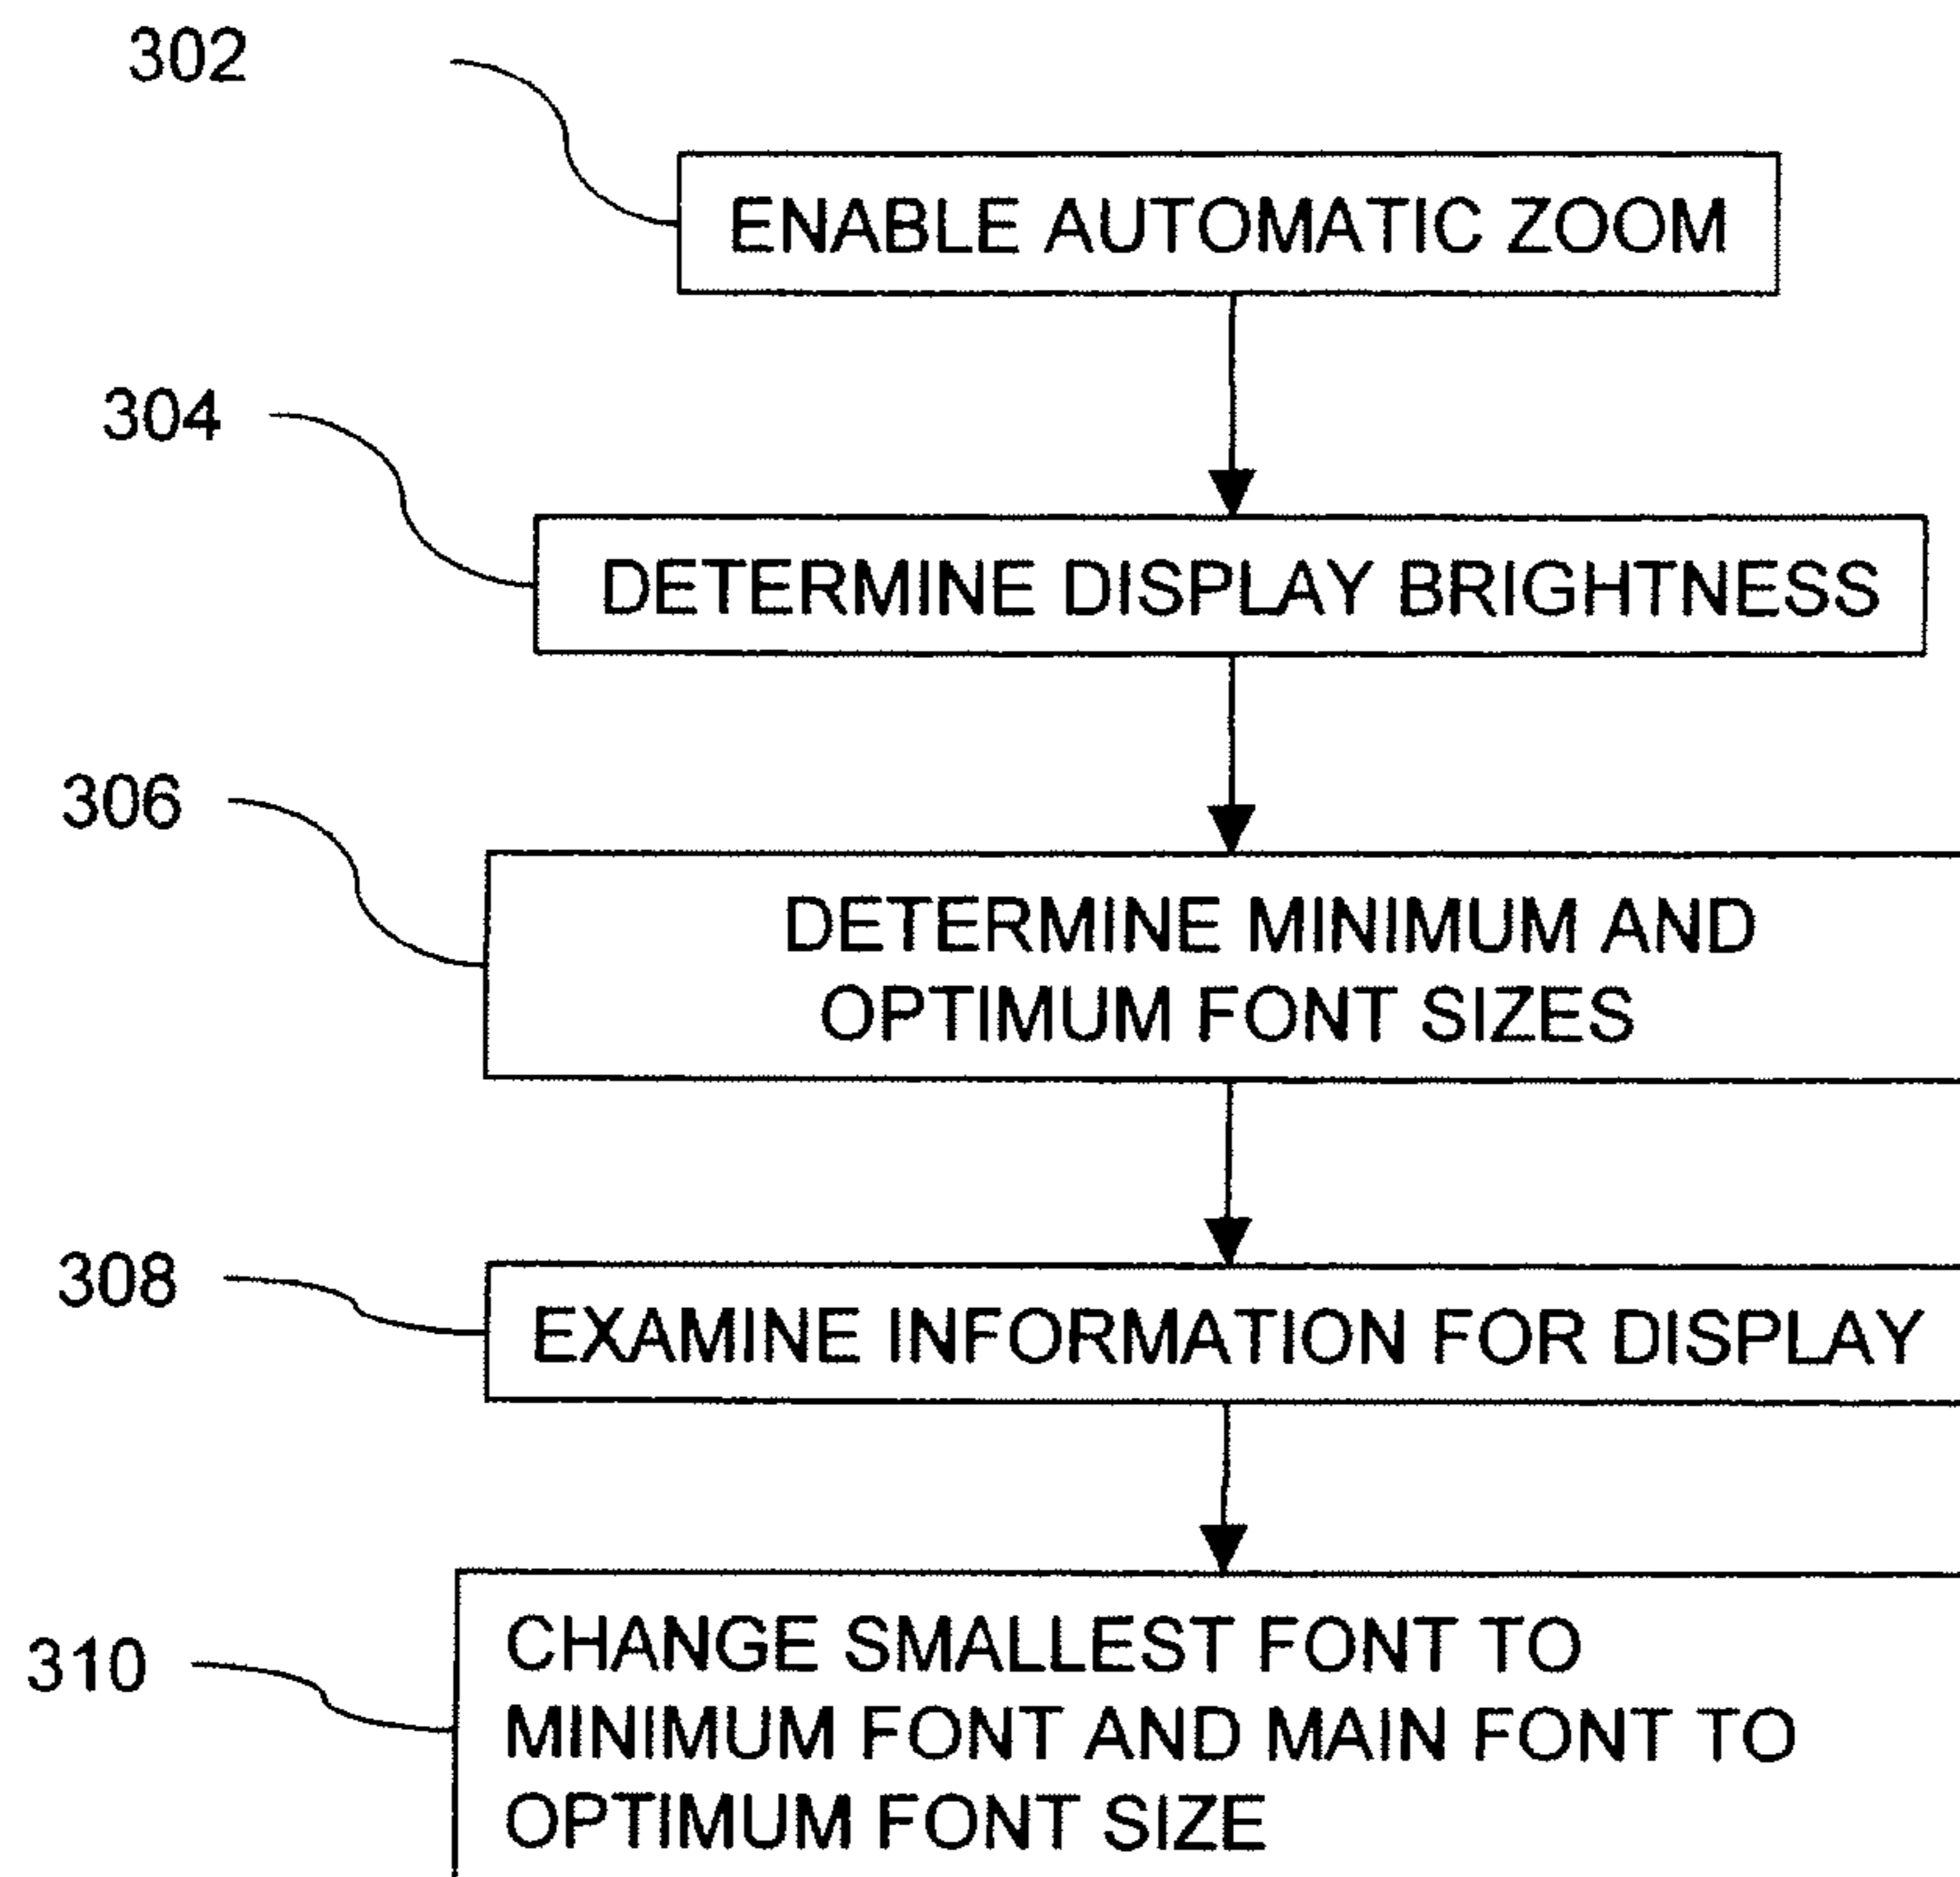 302
ENABLE AUTOMATIC ZOOM
304
DETERMINE DISPLAY BRIGHTNESS
306
DETERMINE MINIMUM AND
OPTIMUM FONT SIZES
308
EXAMINE INFORMATION FOR DISPLAY
310
CHANGE SMALLEST FONT TO
MINIMUM FONT AND MAIN FONT TO
OPTIMUM FONT SIZE